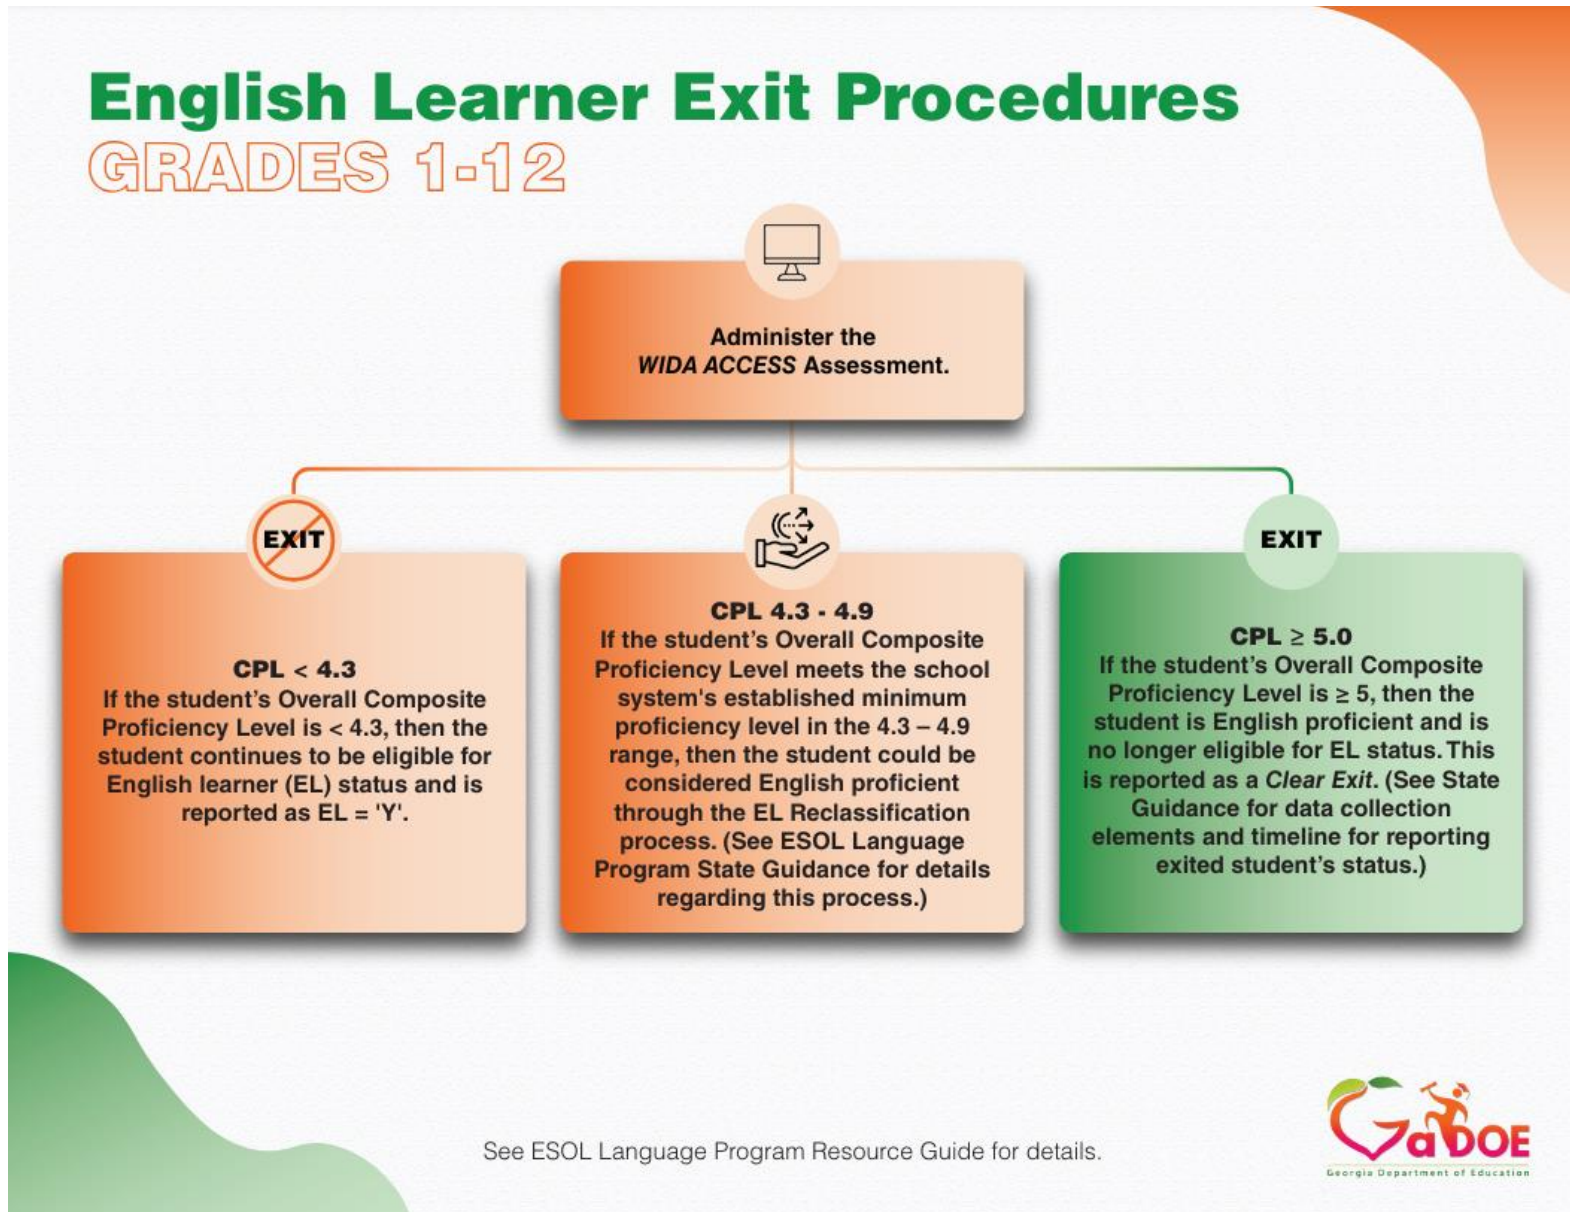 English Learner Exit Procedures
GRADES 1-12
Administer the
WIDA ACCESS Assessment.
EXIT
CPL < 4.3
If the student's Overall Composite
Proficiency Level is < 4.3, then the
student continues to be eligible for
English learner (EL) status and is
reported as EL = 'Y'.
CPL 4.3 - 4.9
If the student's Overall Composite
Proficiency Level meets the school
system's established minimum
proficiency level in the 4.3 – 4.9
range, then the student could be
considered English proficient
through the EL Reclassification
process. (See ESOL Language
Program State Guidance for details
regarding this process.)
EXIT
CPL ≥ 5.0
If the student's Overall Composite
Proficiency Level is ≥ 5, then the
student is English proficient and is
no longer eligible for EL status. This
is reported as a Clear Exit. (See State
Guidance for data collection
elements and timeline for reporting
exited student's status.)
See ESOL Language Program Resource Guide for details.
GaDOE
Georgia Department of Education